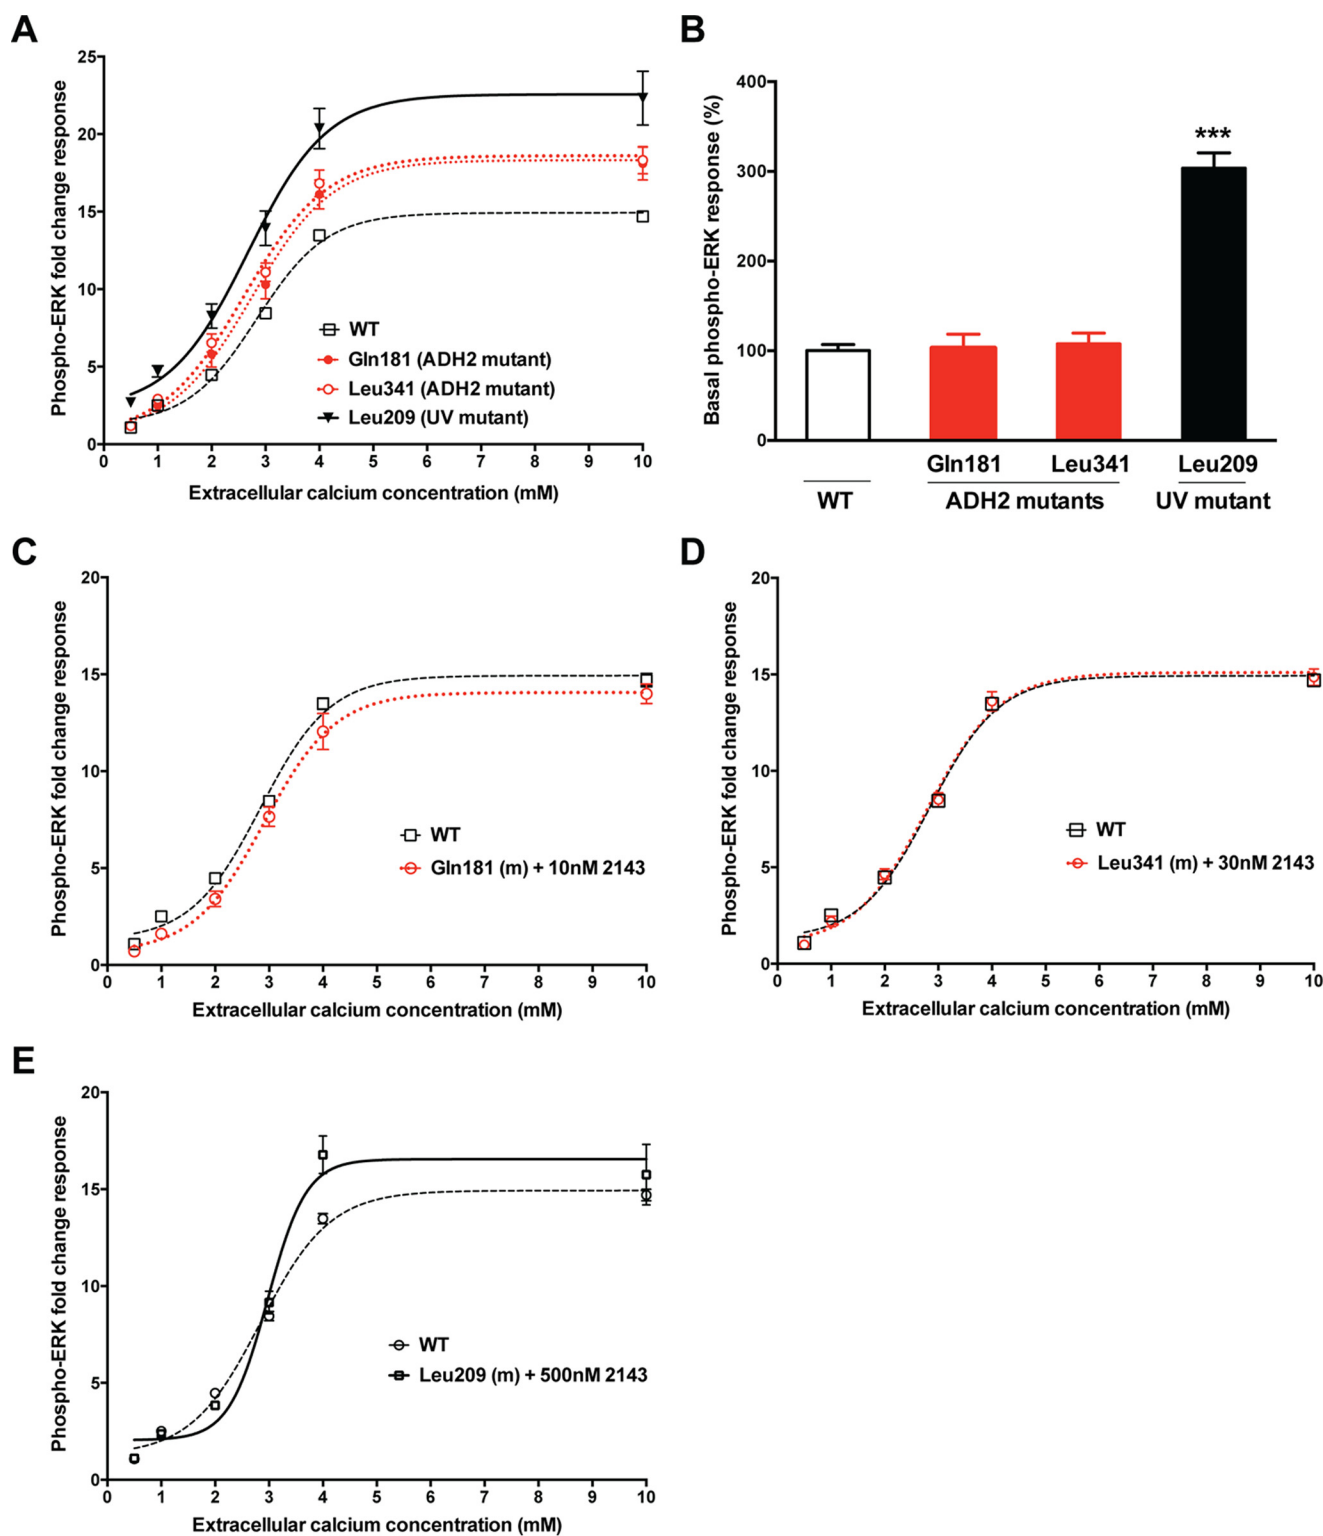 A
Phospho-ERK fold change response
25
20
15
10
5
0
0 1 2 3 4 5 6 7 8 9 10
Extracellular calcium concentration (mM)
WT
Gln181 (ADH2 mutant)
Leu341 (ADH2 mutant)
Leu209 (UV mutant)
B
Basal phospho-ERK response (%)
400
300
200
100
0
***
Gln181 Leu341 Leu209
WT ADH2 mutants UV mutant
C
Phospho-ERK fold change response
20
15
10
5
0
0 1 2 3 4 5 6 7 8 9 10
Extracellular calcium concentration (mM)
WT
Gln181 (m) + 10nM 2143
D
Phospho-ERK fold change response
20
15
10
5
0
0 1 2 3 4 5 6 7 8 9 10
Extracellular calcium concentration (mM)
WT
Leu341 (m) + 30nM 2143
E
Phospho-ERK fold change response
20
15
10
5
0
0 1 2 3 4 5 6 7 8 9 10
Extracellular calcium concentration (mM)
WT
Leu209 (m) + 500nM 2143